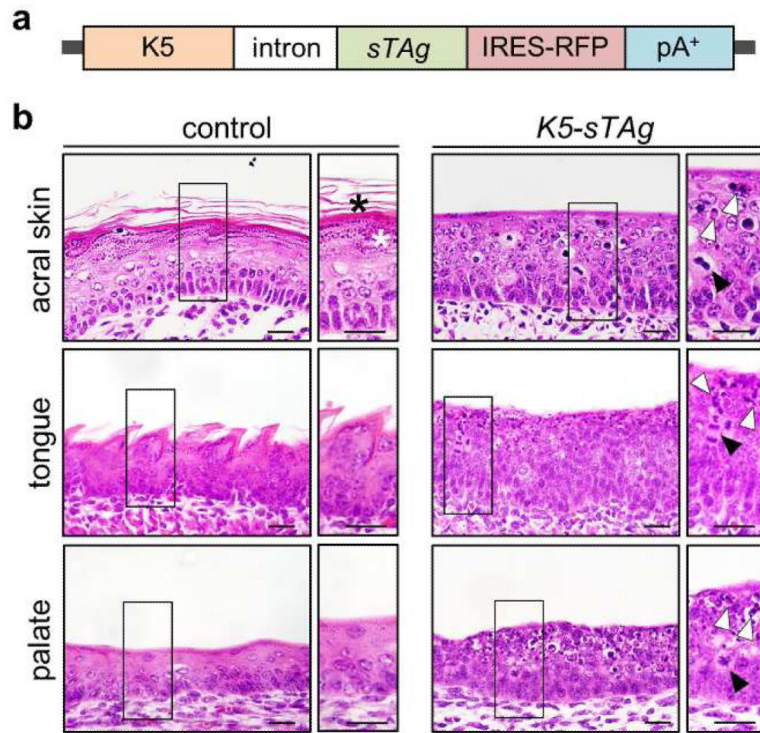 a
K5 intron sTAg IRES-RFP pA+
b
control K5-sTAg
acral skin
*
*
tongue
palate